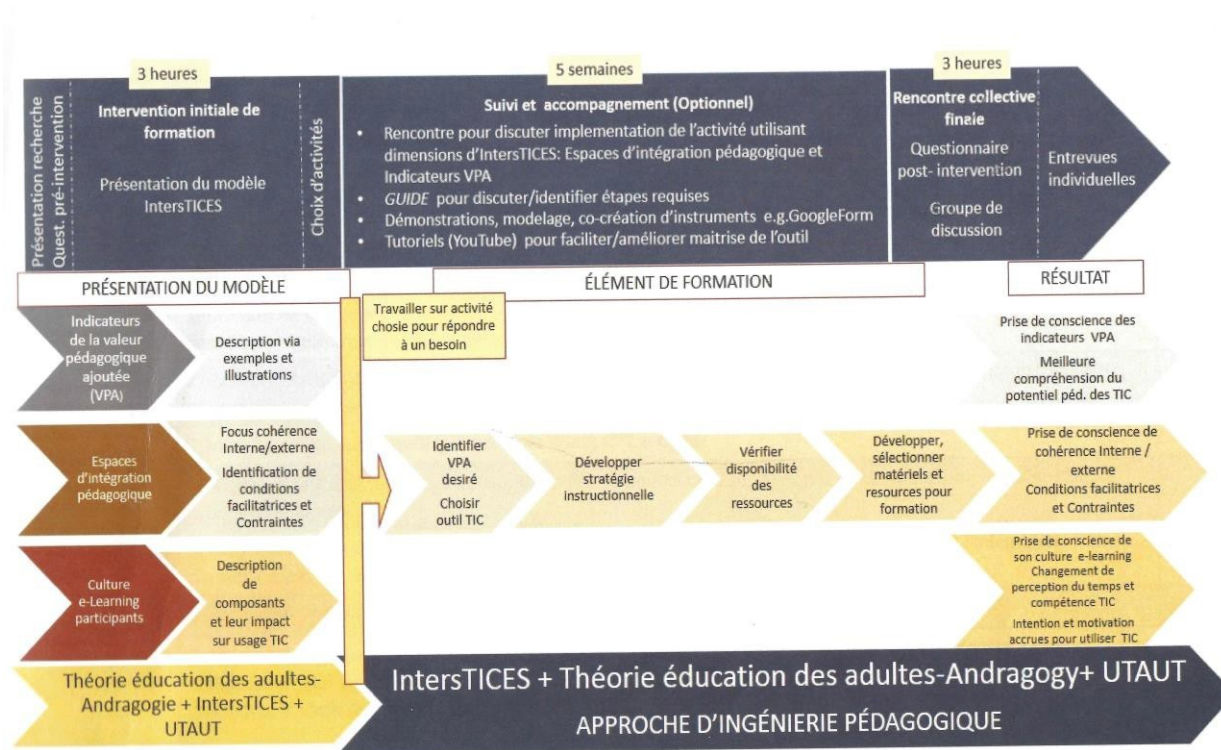 3 heures
5 semaines
3 heures
Présentation recherche
Quest. pré-intervention
Intervention initiale de
formation
Présentation du modèle
IntersTICES
Choix d'activités
Suivi et accompagnement (Optionnel)
• Rencontre pour discuter implementation de l'activité utilisant
dimensions d'IntersTICES: Espaces d'intégration pédagogique et
Indicateurs VPA
• GUIDE pour discuter/identifier étapes requises
• Démonstrations, modelage, co-création d'instruments e.g.GoogleForm
• Tutoriels (YouTube) pour faciliter/améliorer maitrise de l'outil
Rencontre collective
finale
Questionnaire
post- intervention
Groupe de
discussion
Entrevues
individuelles
PRÉSENTATION DU MODÈLE
ÉLÉMENT DE FORMATION
RÉSULTAT
Indicateurs
de la valeur
pédagogique
ajoutée
(VPA)
Description via
exemples et
illustrations
Travailler sur activité
chosie pour répondre
à un besoin
Prise de conscience des
indicateurs VPA
Meilleure
compréhension du
potentiel péd. des TIC
Espaces
d'intégration
pédagogique
Focus cohérence
Interne/externe
Identification de
conditions
facilitatrices et
Contraintes
Identifier
VPA
desiré
Choisir
outil TIC
Développer
stratégie
instructionnelle
Vérifier
disponibilité
des
ressources
Développer,
sélectionner
matériels et
resources pour
formation
Prise de conscience de
cohérence Interne /
externe
Conditions facilitatrices
et Contraintes
Culture
e-Learning
participants
Description
de
composants
et leur impact
sur usage TIC
Prise de conscience de
son culture e-learning
Changement de
perception du temps et
compétence TIC
Intention et motivation
accrues pour utiliser TIC
Théorie éducation des adultes-
Andragogie + IntersTICES +
UTAUT
IntersTICES + Théorie éducation des adultes-Andragogy+ UTAUT
APPROCHE D'INGÉNIERIE PÉDAGOGIQUE